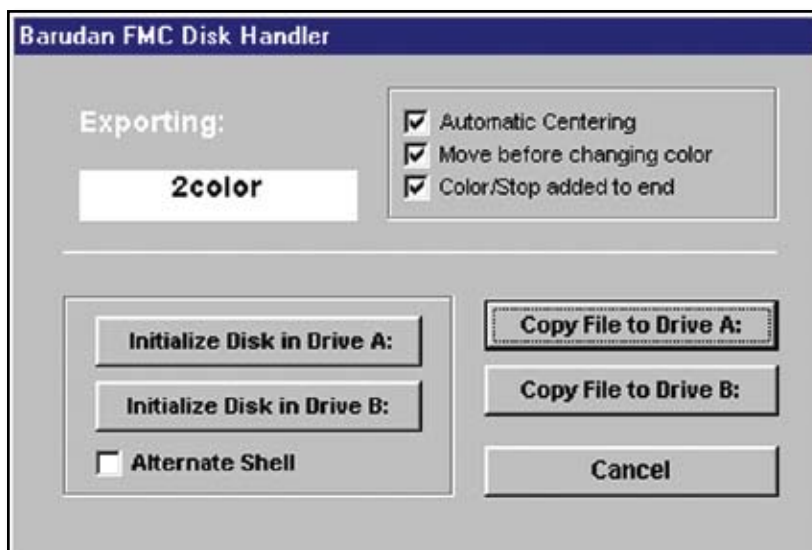 Barudan FMC Disk Handler
Exporting:
2color
Automatic Centering
Move before changing color
Color/Stop added to end
Initialize Disk in Drive A:
Initialize Disk in Drive B:
Alternate Shell
Copy File to Drive A:
Copy File to Drive B:
Cancel